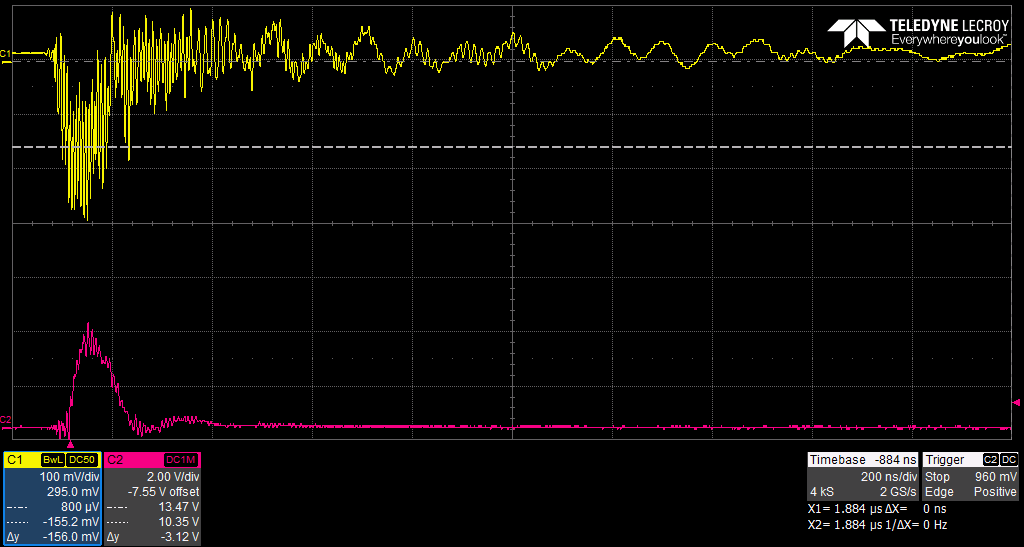 TELEDYNE LECROY
Everywhereyoulook™
C1
C2
C1 BwL DC50
100 mV/div
295.0 mV
800 µV
-155.2 mV
Δy -156.0 mV
C2 DC1M
2.00 V/div
-7.55 V offset
13.47 V
10.35 V
Δy -3.12 V
Timebase -884 ns
200 ns/div
4 kS 2 GS/s
Trigger C2 DC
Stop 960 mV
Edge Positive
X1= 1.884 µs ΔX= 0 ns
X2= 1.884 µs 1/ΔX= 0 Hz